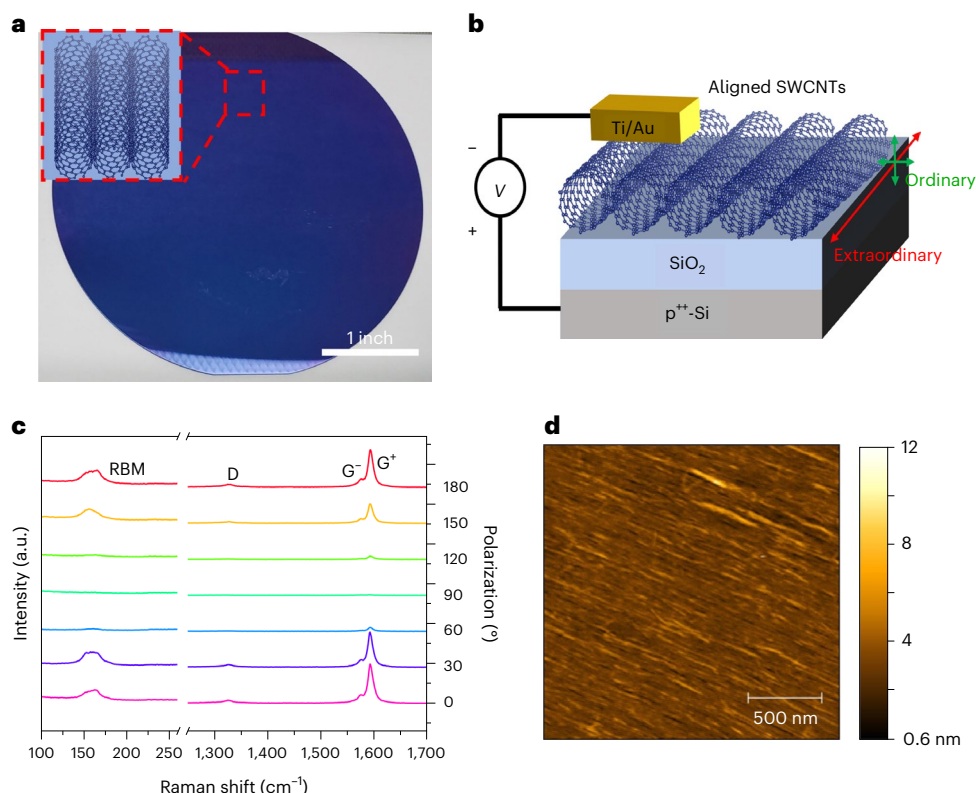 a
1 inch
b
Aligned SWCNTs
Ti/Au
−
V
+
Ordinary
Extraordinary
SiO₂
p⁺⁺-Si
c
Intensity (a.u.)
RBM
D
G⁻
G⁺
180
150
120
90
60
30
0
Polarization (°)
100
150
200
250
1,300
1,400
1,500
1,600
1,700
Raman shift (cm⁻¹)
d
500 nm
12
8
4
0.6 nm